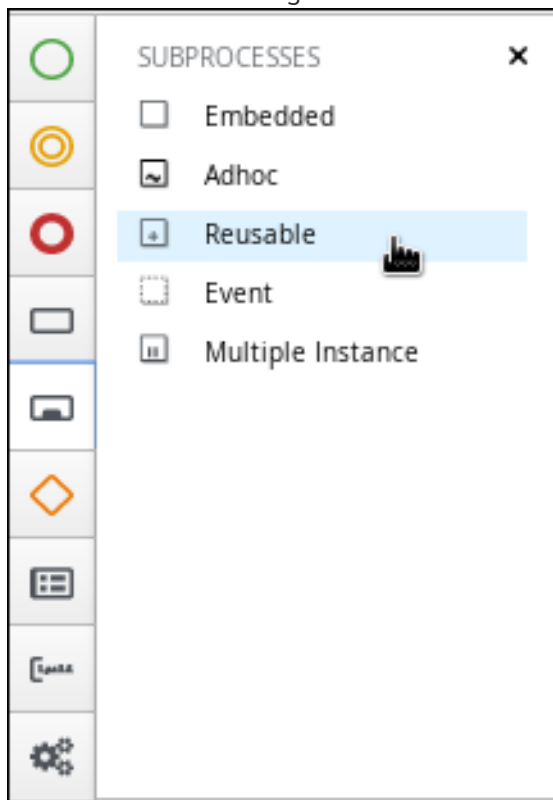 SUBPROCESSES
Embedded
Adhoc
Reusable
Event
Multiple Instance